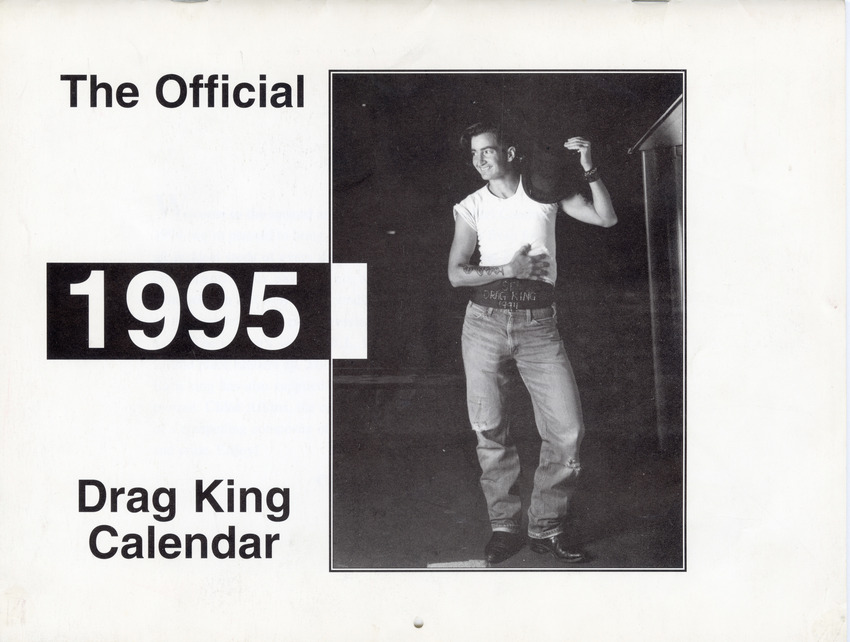 The Official
1995
Drag King
Calendar
DRAG KING